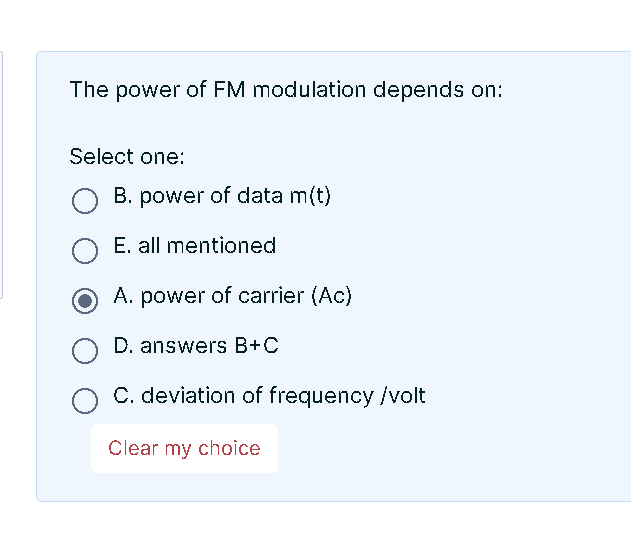 The power of FM modulation depends on:
Select one:
B. power of data m(t)
E. all mentioned
A. power of carrier (Ac)
D. answers B+C
C. deviation of frequency /volt
Clear my choice